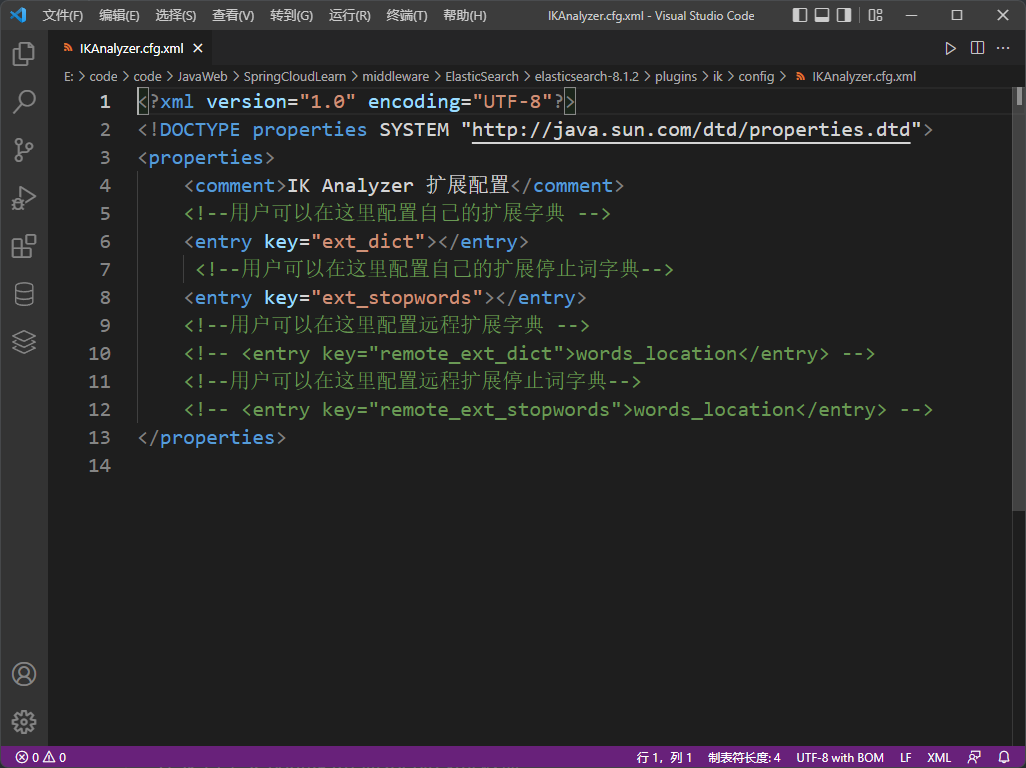 文件(F) 编辑(E) 选择(S) 查看(V) 转到(G) 运行(R) 终端(T) 帮助(H) IKAnalyzer.cfg.xml - Visual Studio Code
IKAnalyzer.cfg.xml
E: > code > code > JavaWeb > SpringCloudLearn > middleware > ElasticSearch > elasticsearch-8.1.2 > plugins > ik > config > IKAnalyzer.cfg.xml
1 <?xml version="1.0" encoding="UTF-8"?>
2 <!DOCTYPE properties SYSTEM "http://java.sun.com/dtd/properties.dtd">
3 <properties>
4 <comment>IK Analyzer 扩展配置</comment>
5 <!--用户可以在这里配置自己的扩展字典 -->
6 <entry key="ext_dict"></entry>
7 <!--用户可以在这里配置自己的扩展停止词字典-->
8 <entry key="ext_stopwords"></entry>
9 <!--用户可以在这里配置远程扩展字典 -->
10 <!-- <entry key="remote_ext_dict">words_location</entry> -->
11 <!--用户可以在这里配置远程扩展停止词字典-->
12 <!-- <entry key="remote_ext_stopwords">words_location</entry> -->
13 </properties>
14
0 0 行 1，列 1 制表符长度: 4 UTF-8 with BOM LF XML